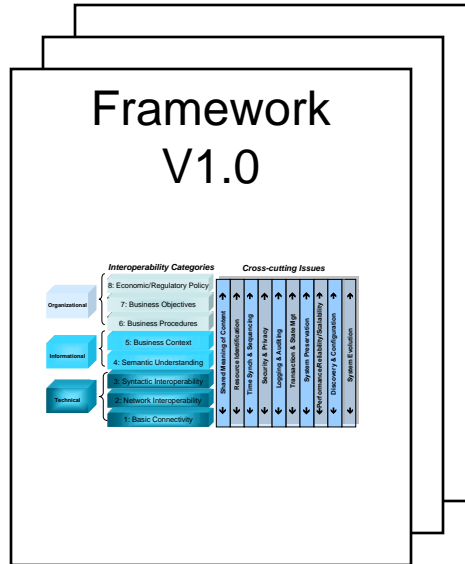 Framework
V1.0
Interoperability Categories
Cross-cutting Issues
Organizational
8: Economic/Regulatory Policy
7: Business Objectives
6: Business Procedures
Informational
5: Business Context
4: Semantic Understanding
Technical
3: Syntactic Interoperability
2: Network Interoperability
1: Basic Connectivity
Shared Meaning of Content
Resource Identification
Time Synch & Sequencing
Security & Privacy
Logging & Auditing
Transaction & State Mgt
System Preservation
Performance/Reliability/Scalability
Discovery & Configuration
System Evolution